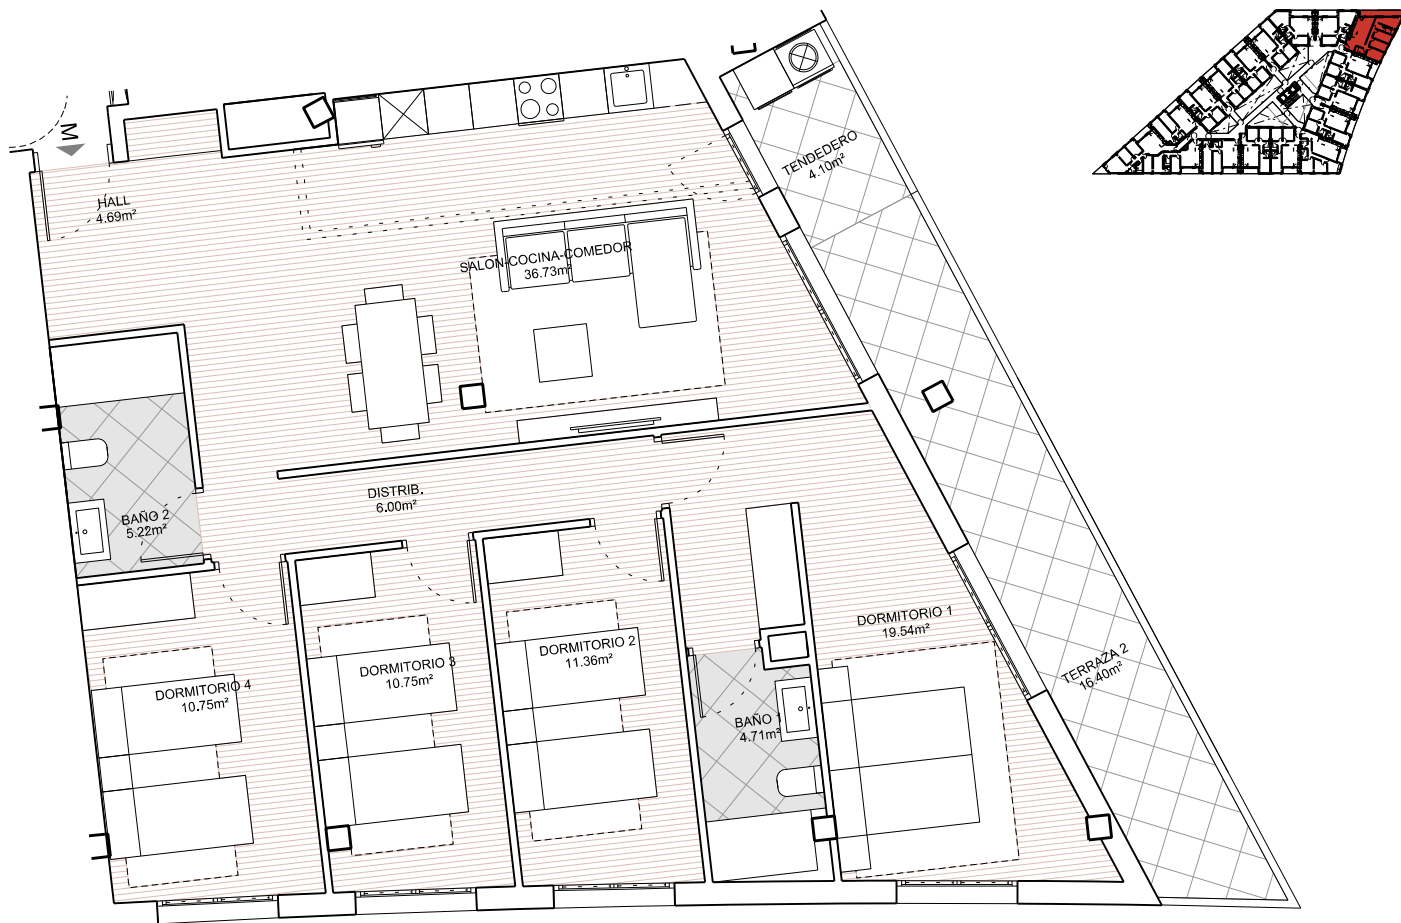 M
HALL
4.69m²
TENDEDERO
4.10m²
SALON-COCINA-COMEDOR
36.73m²
DISTRIB.
6.00m²
BAÑO 2
5.22m²
DORMITORIO 1
19.54m²
DORMITORIO 2
11.36m²
DORMITORIO 3
10.75m²
DORMITORIO 4
10.75m²
BAÑO 1
4.71m²
TERRAZA 2
16.40m²